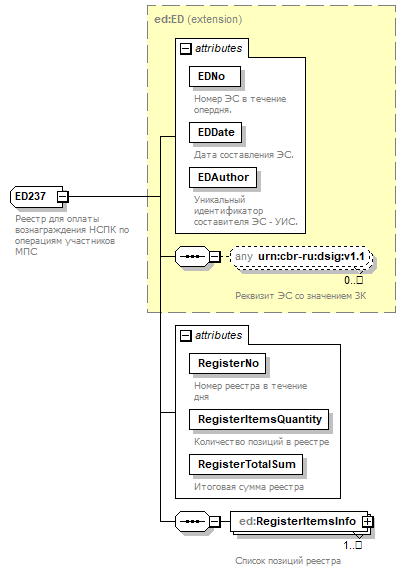 ed:ED (extension)
attributes
EDNo
Номер ЭС в течение
опердня.
EDDate
Дата составления ЭС.
EDAuthor
Уникальный
идентификатор
составителя ЭС - УИС.
ED237
Реестр для оплаты
вознаграждения НСПК по
операциям участников
МПС
any urn:cbr-ru:dsig:v1.1
0..□
Реквизит ЭС со значением ЗК
attributes
RegisterNo
Номер реестра в течение
дня
RegisterItemsQuantity
Количество позиций в реестре
RegisterTotalSum
Итоговая сумма реестра
ed:RegisterItemsInfo
1..□
Список позиций реестра